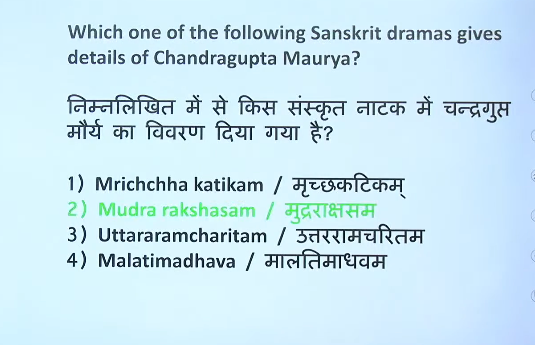 Which one of the following Sanskrit dramas gives
details of Chandragupta Maurya?
निम्नलिखित में से किस संस्कृत नाटक में चन्द्रगुप्त
मौर्य का विवरण दिया गया है?
1) Mrichchha katikam / मृच्छकटिकम्
2) Mudra rakshasam / मुद्राराक्षसम
3) Uttararamcharitam / उत्तररामचरितम
4) Malatimadhava / मालतिमाधवम